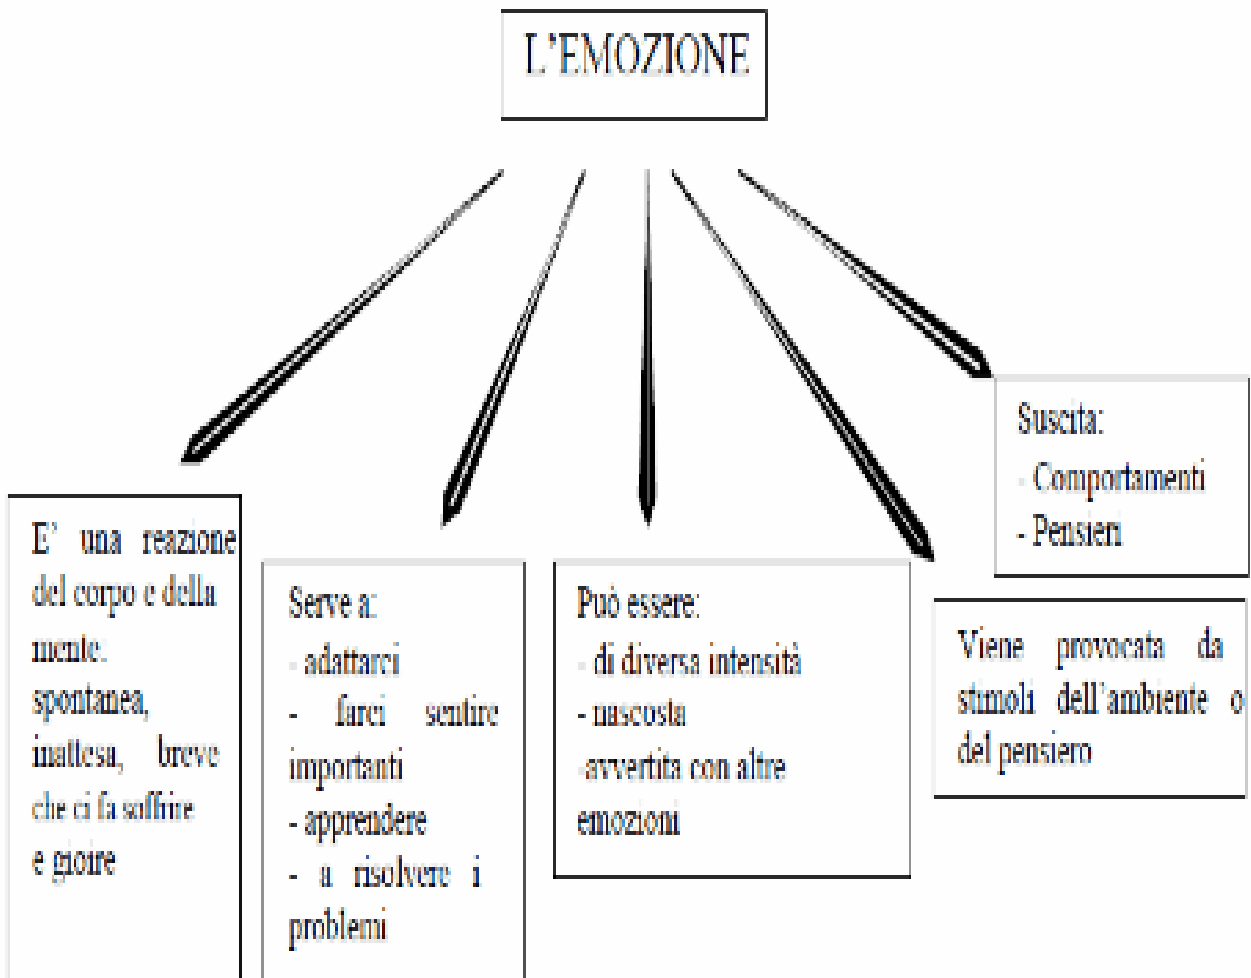 L'EMOZIONE
E' una reazione
del corpo e della
mente:
spontanea,
inattesa, breve
che ci fa soffrire
e gioire
Serve a:
- adattarci
- farci sentire
importanti
- apprendere
- a risolvere i
problemi
Può essere:
- di diversa intensità
- nascosta
-avvertita con altre
emozioni
Viene provocata da
stimoli dell'ambiente o
del pensiero
Suscita:
- Comportamenti
- Pensieri